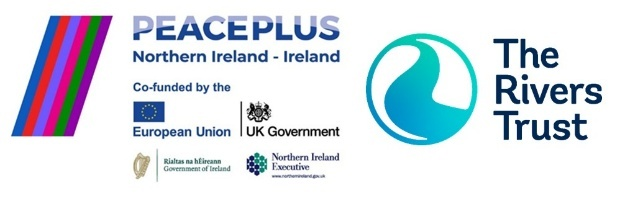 PEACEPLUS
Northern Ireland - Ireland
Co-funded by the
European Union
UK Government
Rialtas na hÉireann
Government of Ireland
Northern Ireland
Executive
www.northernireland.gov.uk
The
Rivers
Trust